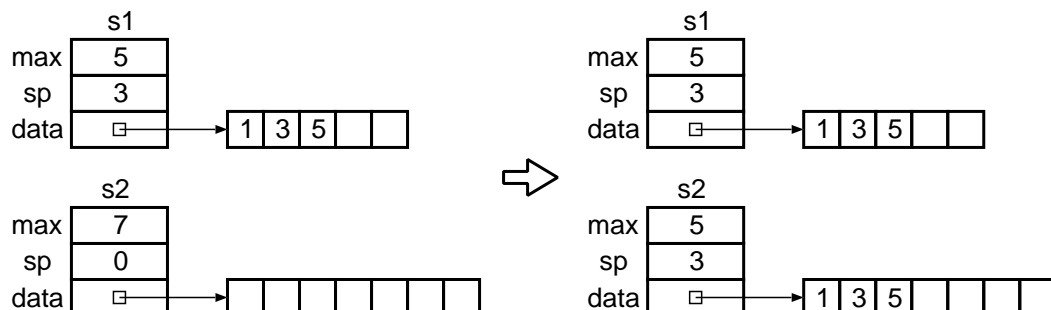 s1 s1
max 5 max 5
sp 3 sp 3
data 1 3 5 data 1 3 5
s2 s2
max 7 max 5
sp 0 sp 3
data data 1 3 5